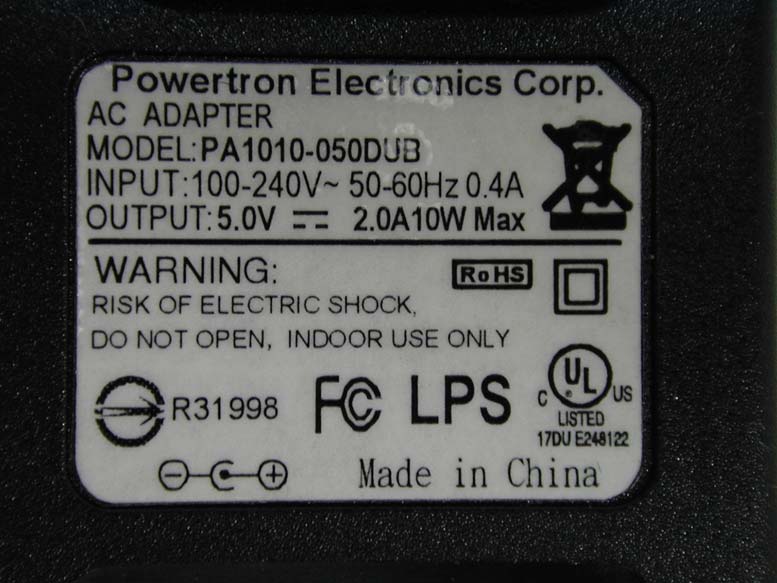 Powertron Electronics Corp.
AC ADAPTER
MODEL:PA1010-050DUB
INPUT:100-240V~ 50-60Hz 0.4A
OUTPUT:5.0V ⎓ 2.0A10W Max
WARNING:
RoHS
RISK OF ELECTRIC SHOCK,
DO NOT OPEN, INDOOR USE ONLY
R31998
FC LPS
C UL ® US
LISTED
17DU E248122
Made in China